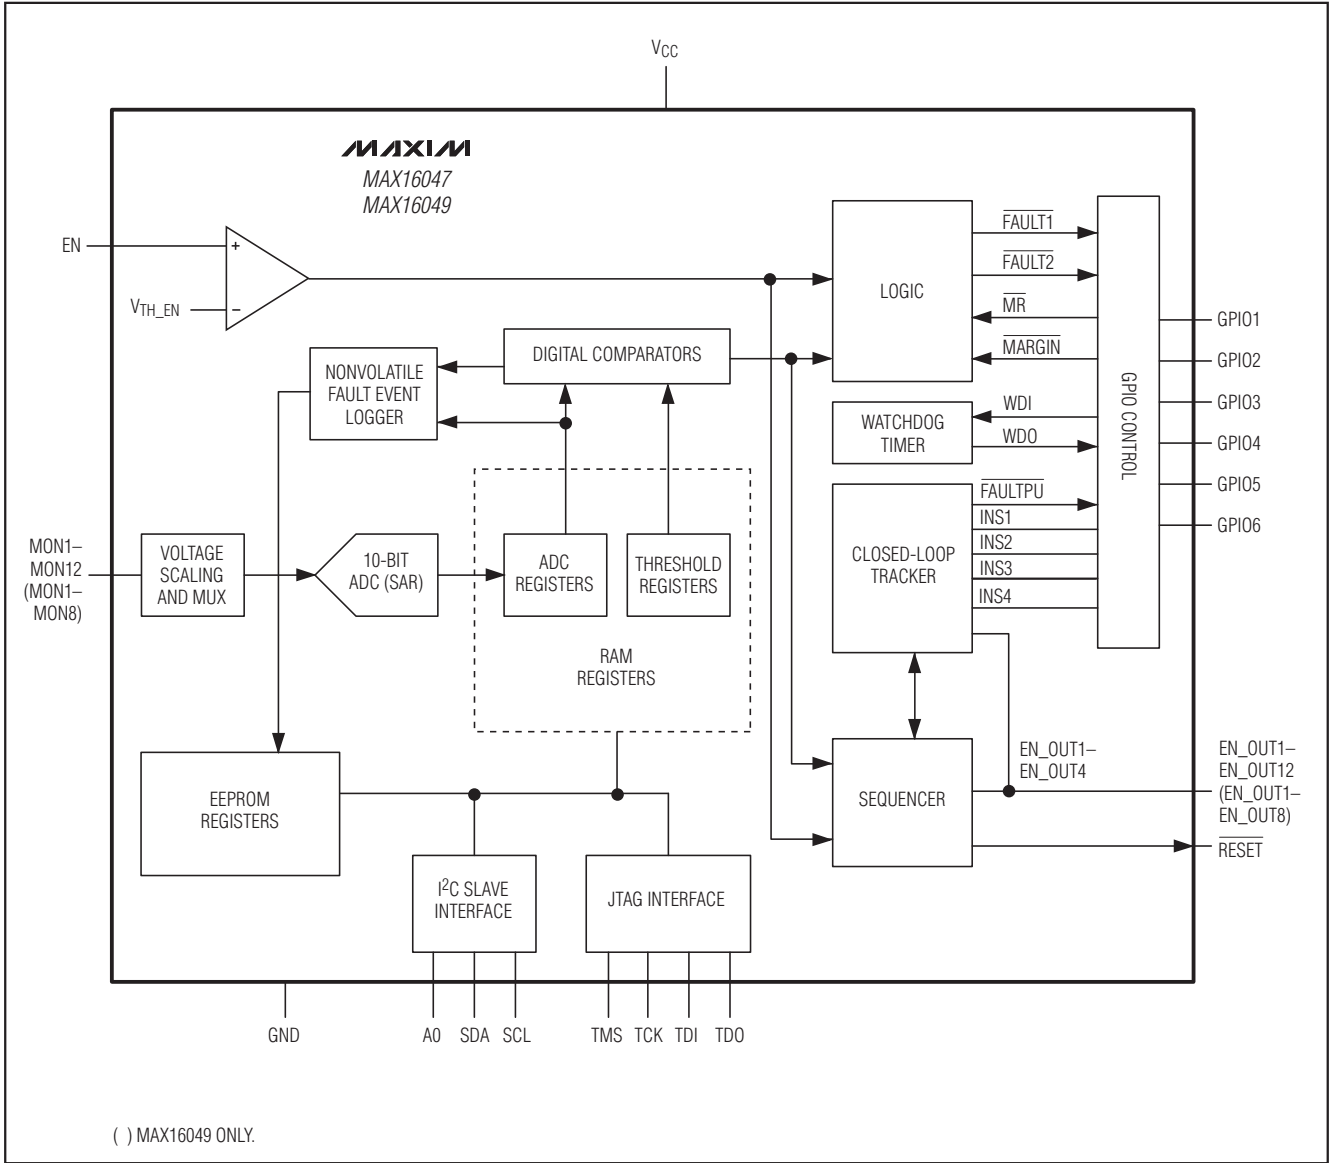 VCC
MAXIM
MAX16047
MAX16049
EN
+
VTH_EN
−
LOGIC
FAULT1
FAULT2
MR
MARGIN
GPIO CONTROL
GPIO1
GPIO2
GPIO3
GPIO4
GPIO5
GPIO6
DIGITAL COMPARATORS
NONVOLATILE
FAULT EVENT
LOGGER
WATCHDOG
TIMER
WDI
WDO
FAULTPU
INS1
INS2
INS3
INS4
CLOSED-LOOP
TRACKER
MON1–
MON12
(MON1–
MON8)
VOLTAGE
SCALING
AND MUX
10-BIT
ADC (SAR)
ADC
REGISTERS
THRESHOLD
REGISTERS
RAM
REGISTERS
EEPROM
REGISTERS
SEQUENCER
EN_OUT1–
EN_OUT4
EN_OUT1–
EN_OUT12
(EN_OUT1–
EN_OUT8)
RESET
I2C SLAVE
INTERFACE
JTAG INTERFACE
GND
A0
SDA
SCL
TMS
TCK
TDI
TDO
( ) MAX16049 ONLY.